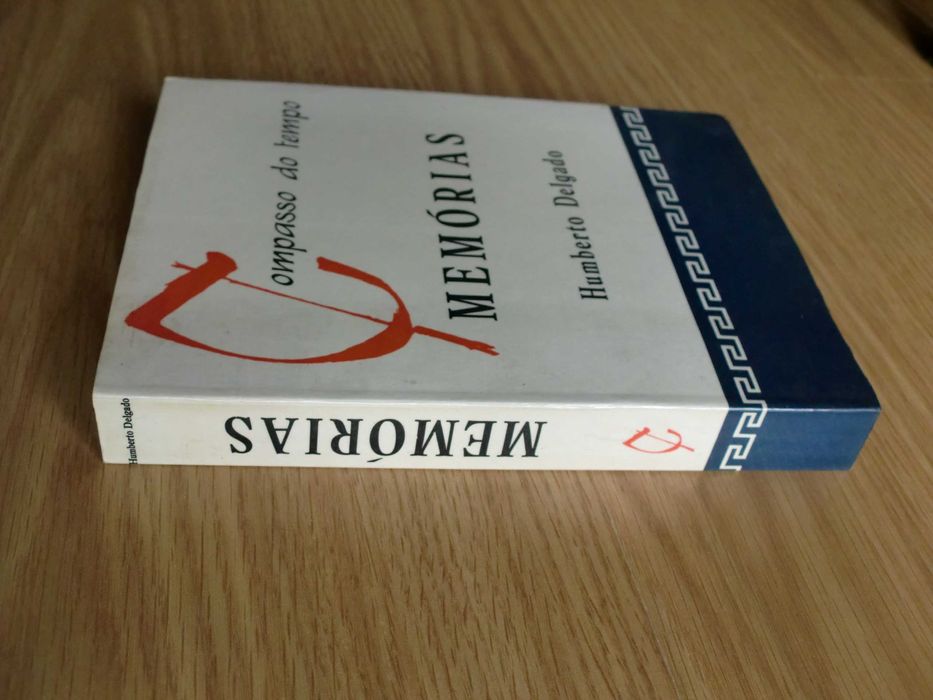 Compasso do tempo
MEMÓRIAS
Humberto Delgado
Humberto Delgado
MEMÓRIAS